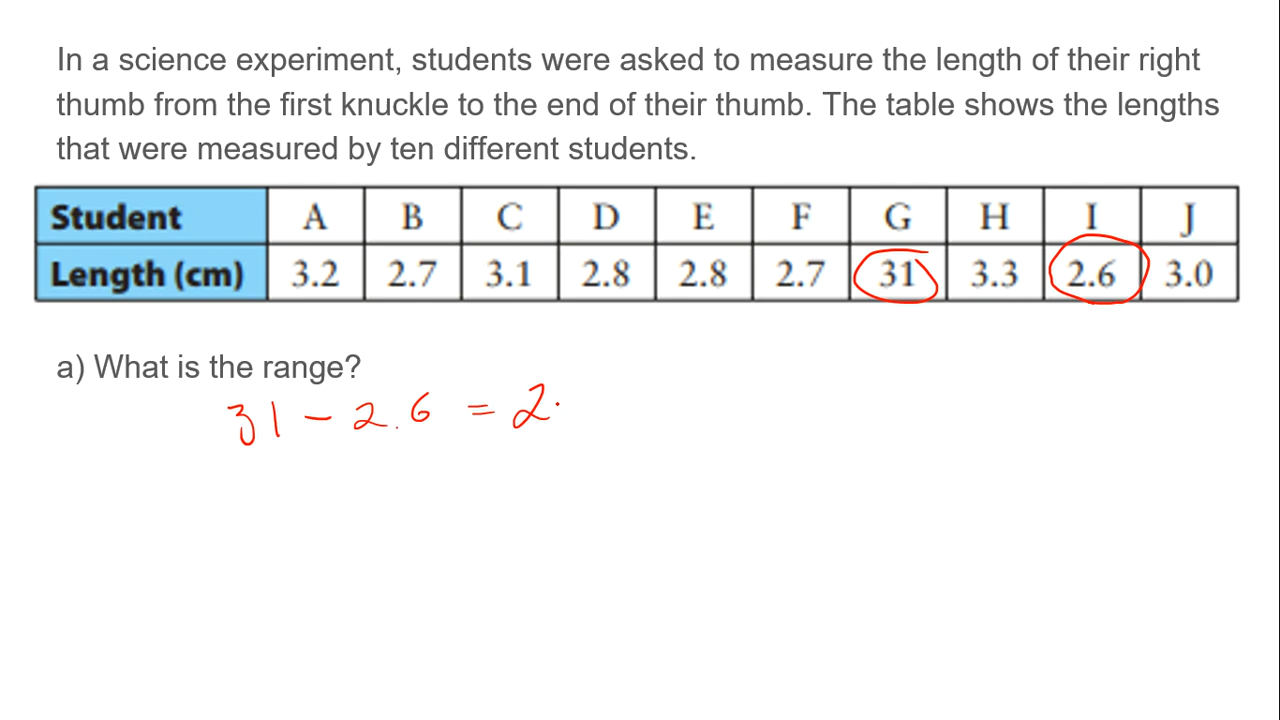 In a science experiment, students were asked to measure the length of their right
thumb from the first knuckle to the end of their thumb. The table shows the lengths
that were measured by ten different students.
Student A B C D E F G H I J
Length (cm) 3.2 2.7 3.1 2.8 2.8 2.7 31 3.3 2.6 3.0
a) What is the range?
31 - 2.6 = 2.